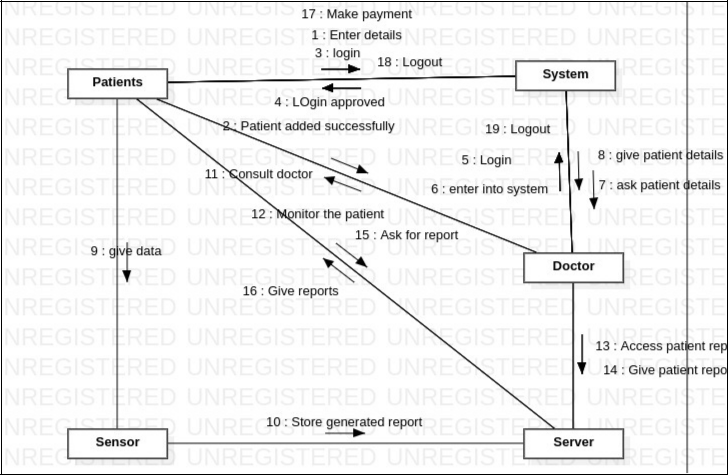 17 : Make payment
1 : Enter details
3 : login
18 : Logout
Patients
System
4 : LOgin approved
2 : Patient added successfully
19 : Logout
5 : Login
8 : give patient details
11 : Consult doctor
6 : enter into system
7 : ask patient details
12 : Monitor the patient
15 : Ask for report
9 : give data
Doctor
16 : Give reports
13 : Access patient rep
14 : Give patient repo
10 : Store generated report
Sensor
Server
UNREGISTERED